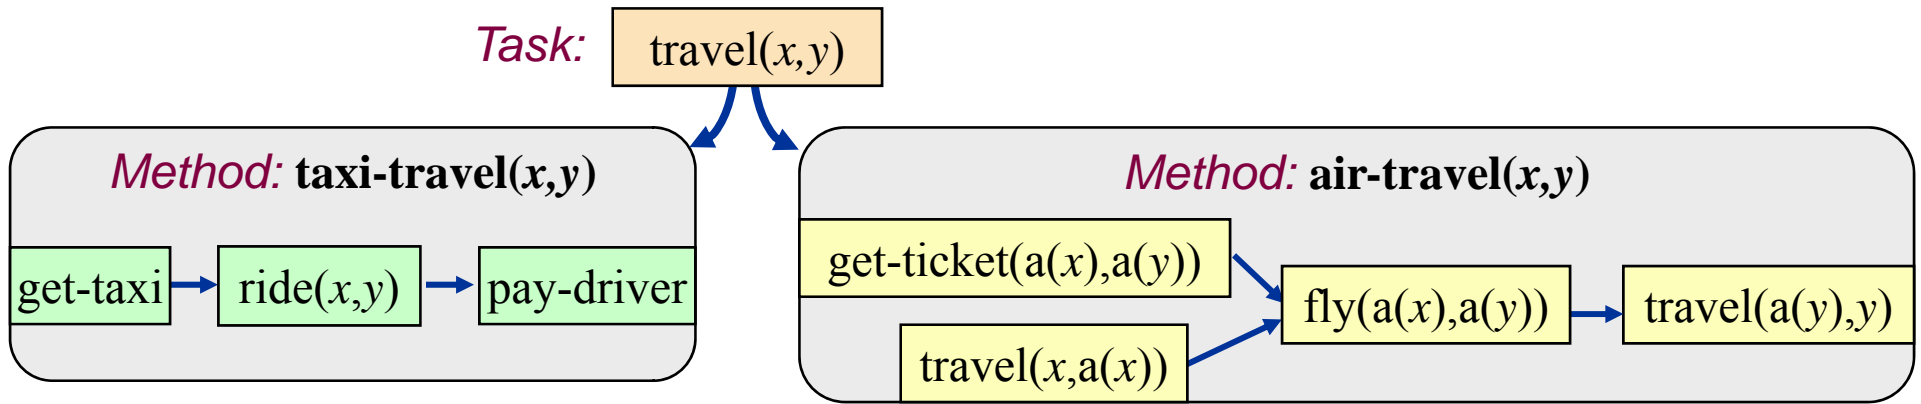 Task: travel(x,y)
Method: taxi-travel(x,y)
get-taxi ride(x,y) pay-driver
Method: air-travel(x,y)
get-ticket(a(x),a(y))
travel(x,a(x))
fly(a(x),a(y))
travel(a(y),y)